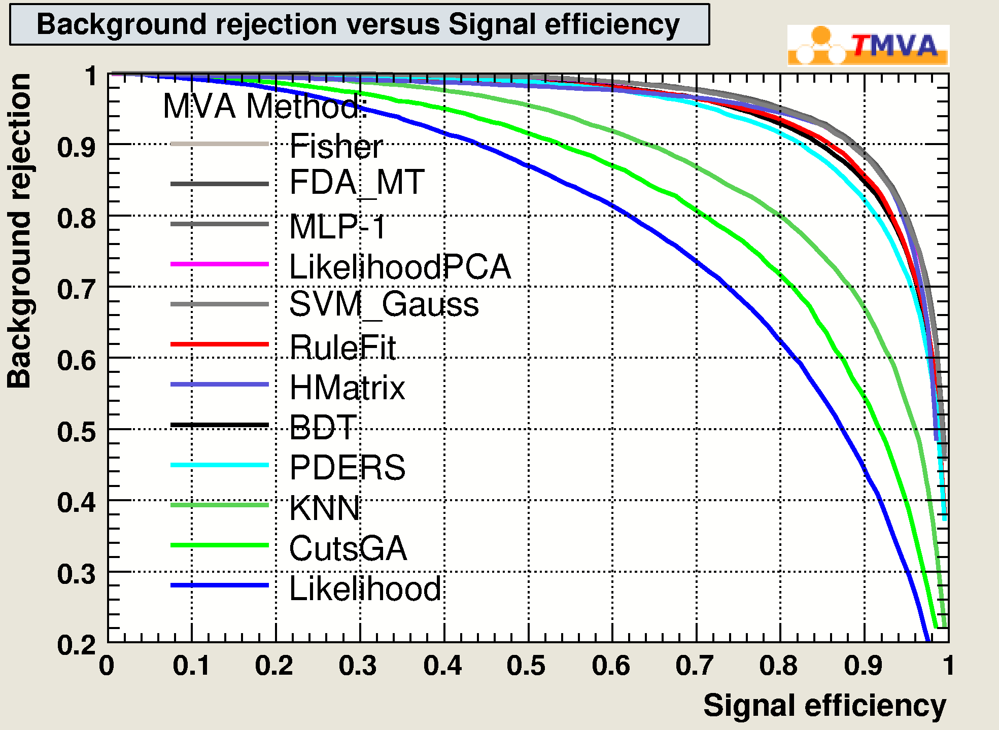 Background rejection versus Signal efficiency
TMVA
Background rejection
1
0.9
0.8
0.7
0.6
0.5
0.4
0.3
0.2
MVA Method:
Fisher
FDA_MT
MLP-1
LikelihoodPCA
SVM_Gauss
RuleFit
HMatrix
BDT
PDERS
KNN
CutsGA
Likelihood
0 0.1 0.2 0.3 0.4 0.5 0.6 0.7 0.8 0.9 1
Signal efficiency